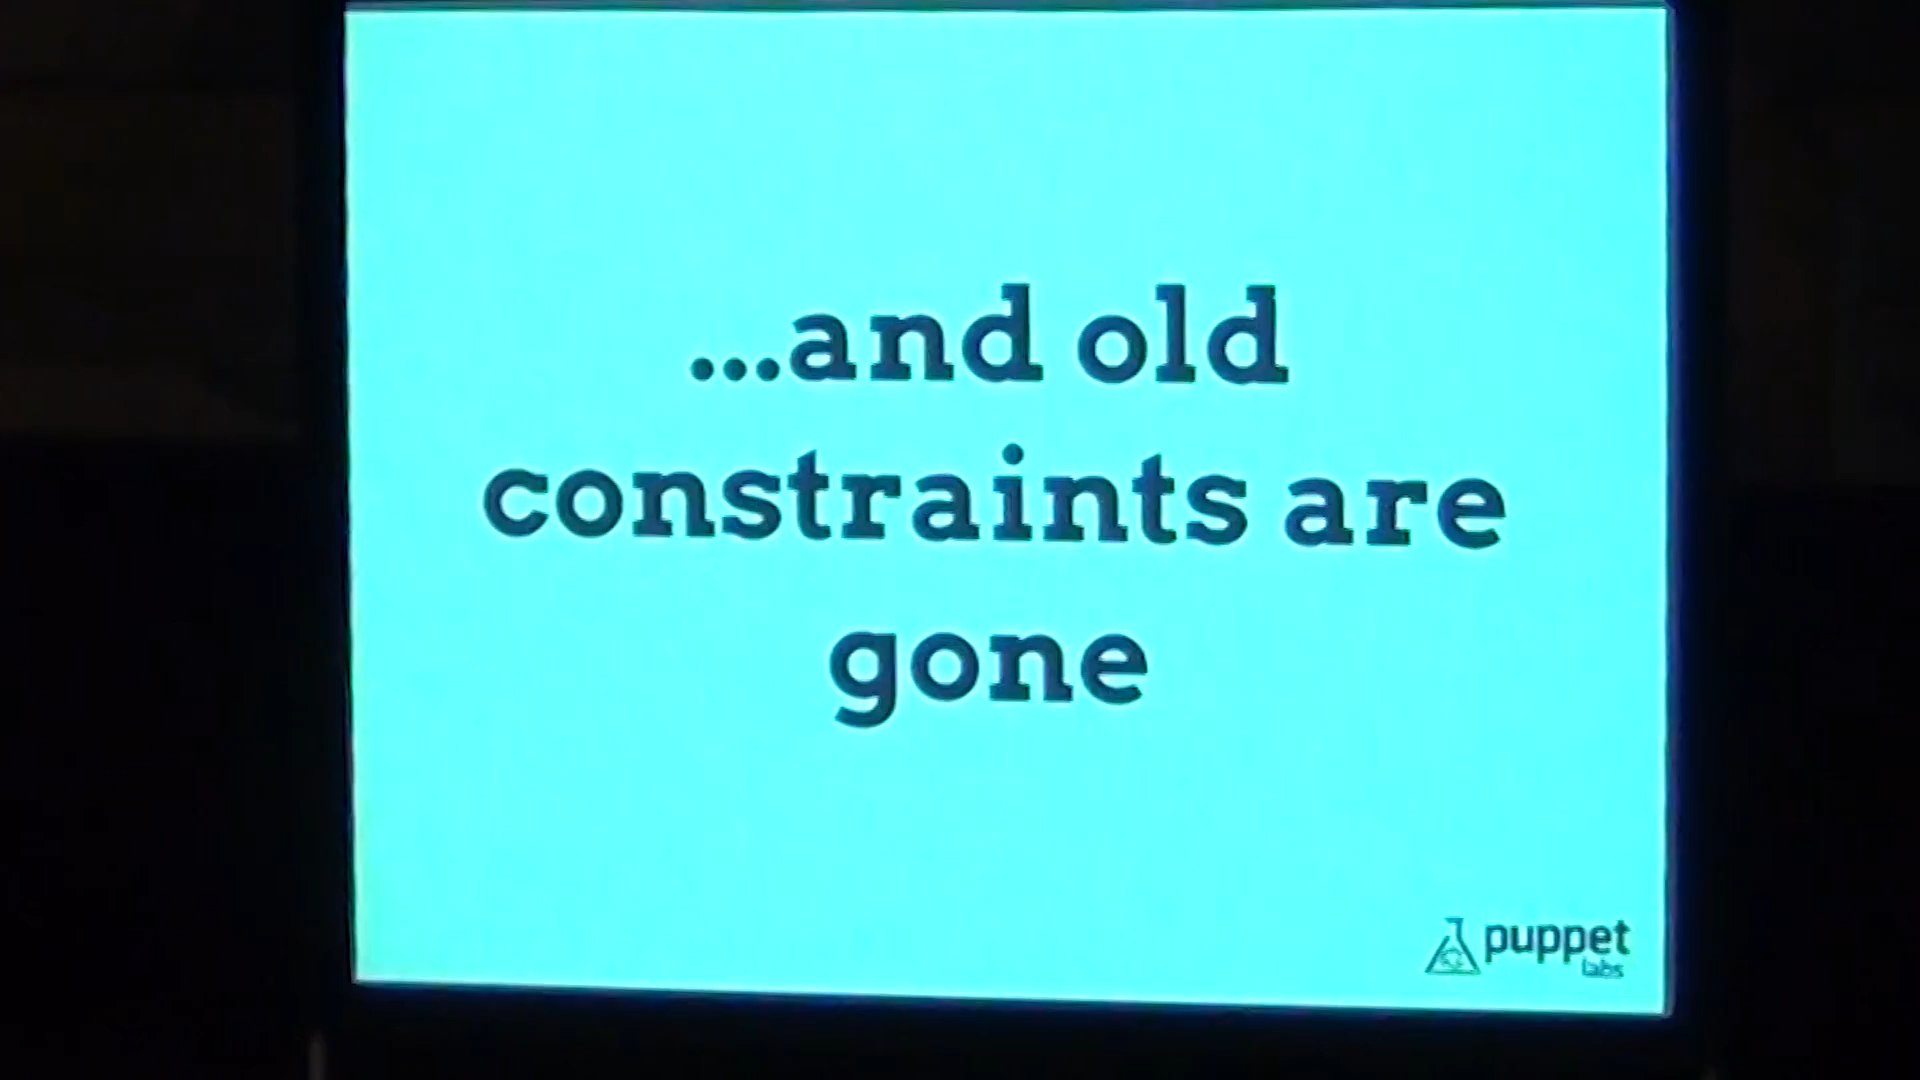 ...and old
constraints are
gone
puppet
labs